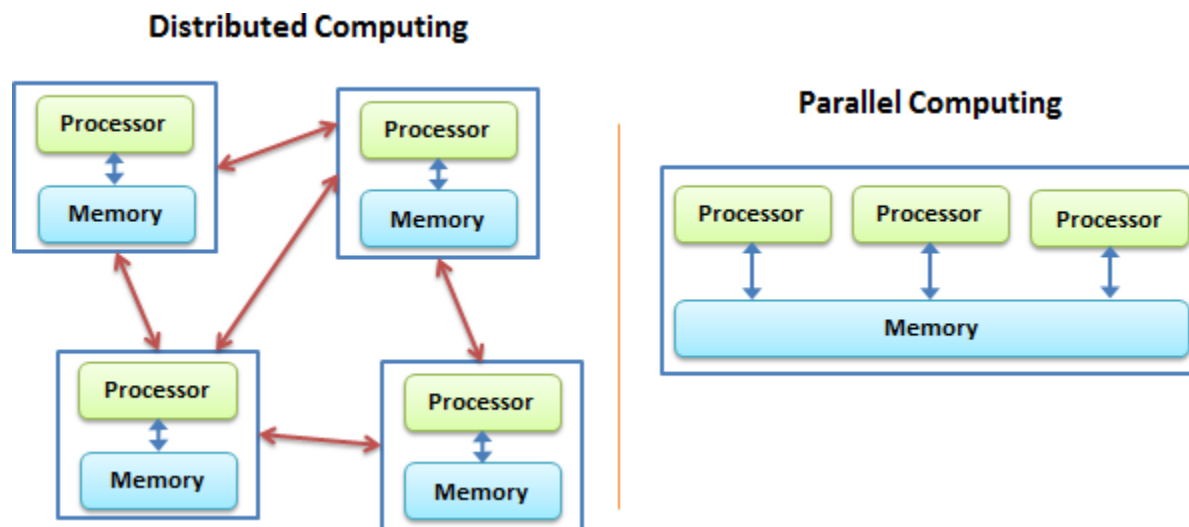 Distributed Computing
Processor
Memory
Processor
Memory
Processor
Memory
Processor
Memory
Parallel Computing
Processor
Processor
Processor
Memory